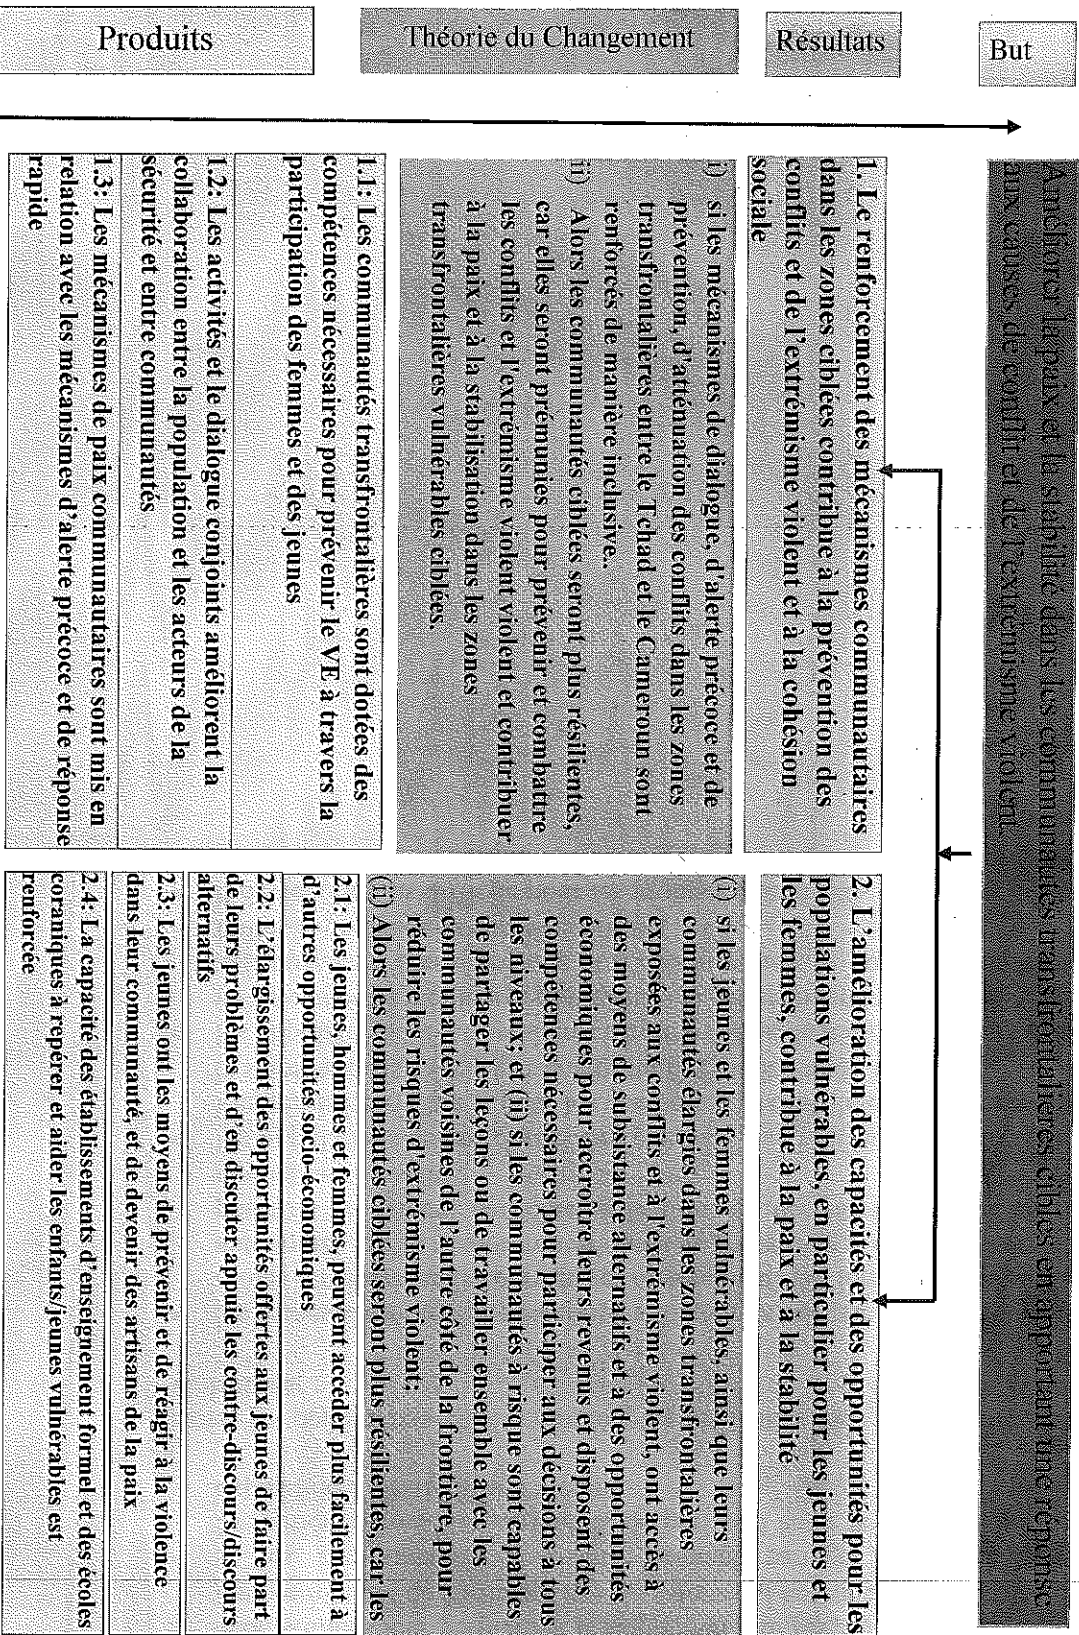 But
Améliorer la paix et la stabilité dans les communautés transfrontalières cibles en apportant une réponse
aux causes de conflit et de l'extrémisme violent.
Résultats
1. Le renforcement des mécanismes communautaires
dans les zones ciblées contribue à la prévention des
conflits et de l'extrémisme violent et à la cohésion
sociale
2. L'amélioration des capacités et des opportunités pour les
populations vulnérables, en particulier pour les jeunes et
les femmes, contribue à la paix et à la stabilité
Théorie du Changement
i) si les mécanismes de dialogue, d'alerte précoce et de
prévention, d'atténuation des conflits dans les zones
transfrontalières entre le Tchad et le Cameroun sont
renforcés de manière inclusive..
ii) Alors les communautés ciblées seront plus résilientes,
car elles seront prémunies pour prévenir et combattre
les conflits et l'extrémisme violent violent et contribuer
à la paix et à la stabilisation dans les zones
transfrontalières vulnérables ciblées.
(i) si les jeunes et les femmes vulnérables, ainsi que leurs
communautés élargies dans les zones transfrontalières
exposées aux conflits et à l'extrémisme violent, ont accès à
des moyens de subsistance alternatifs et à des opportunités
économiques pour accroître leurs revenus et disposent des
compétences nécessaires pour participer aux décisions à tous
les niveaux; et (ii) si les communautés à risque sont capables
de partager les leçons ou de travailler ensemble avec les
communautés voisines de l'autre côté de la frontière, pour
réduire les risques d'extrémisme violent;
(ii) Alors les communautés ciblées seront plus résilientes, car les
Produits
1.1: Les communautés transfrontalières sont dotées des
compétences nécessaires pour prévenir le VE à travers la
participation des femmes et des jeunes
1.2: Les activités et le dialogue conjoints améliorent la
collaboration entre la population et les acteurs de la
sécurité et entre communautés
1.3: Les mécanismes de paix communautaires sont mis en
relation avec les mécanismes d'alerte précoce et de réponse
rapide
2.1: Les jeunes, hommes et femmes, peuvent accéder plus facilement à
d'autres opportunités socio-économiques
2.2: L'élargissement des opportunités offertes aux jeunes de faire part
de leurs problèmes et d'en discuter appuie les contre-discours/discours
alternatifs
2.3: Les jeunes ont les moyens de prévenir et de réagir à la violence
dans leur communauté, et de devenir des artisans de la paix
2.4: La capacité des établissements d'enseignement formel et des écoles
coraniques à repérer et aider les enfants/jeunes vulnérables est
renforcée